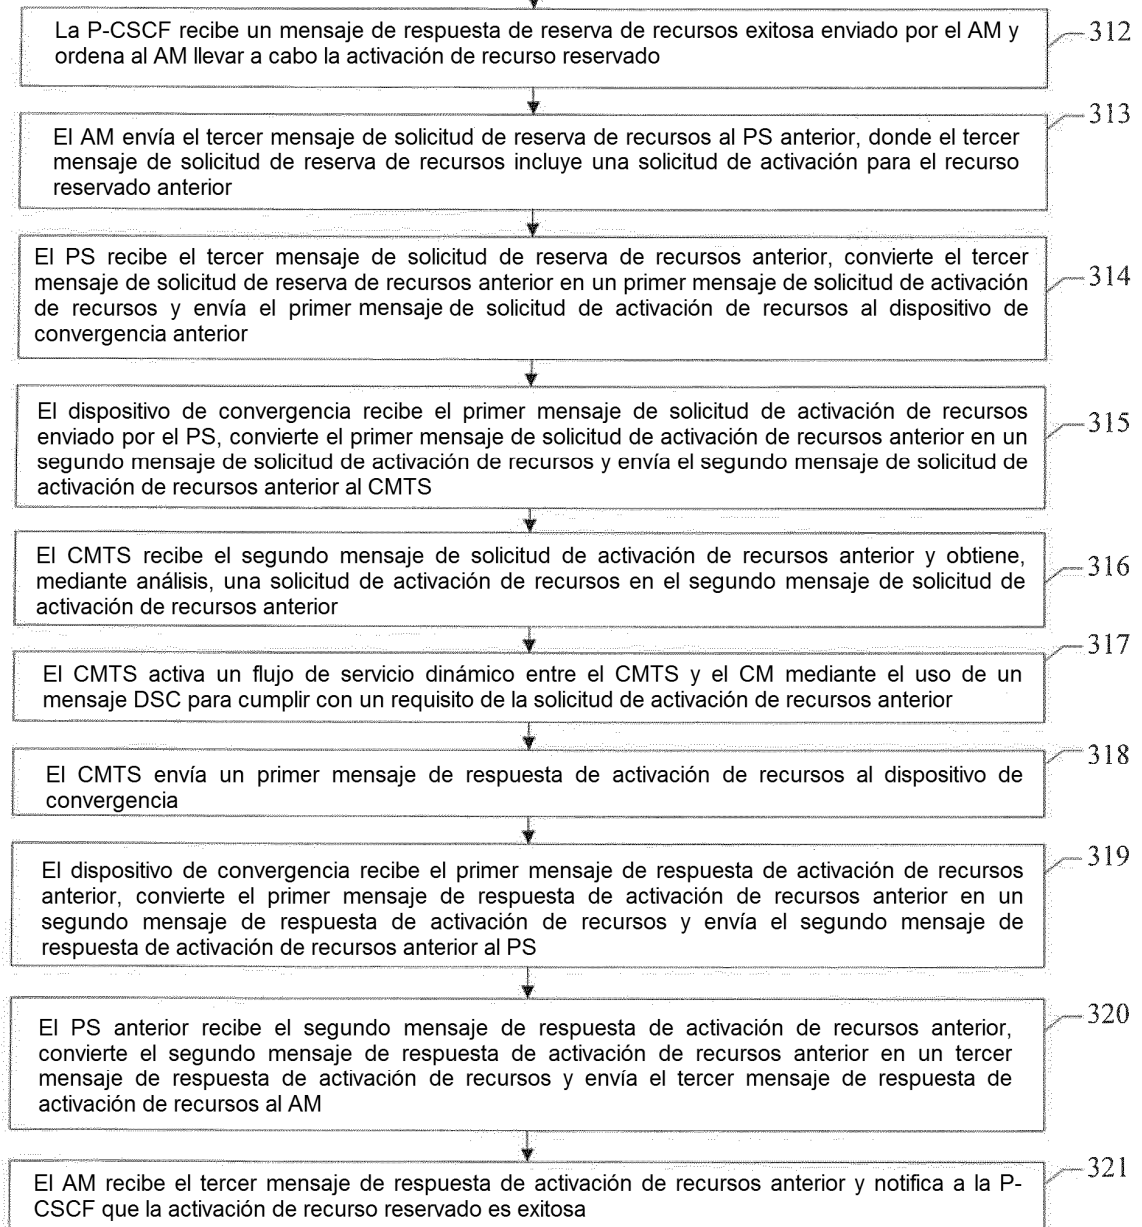 La P-CSCF recibe un mensaje de respuesta de reserva de recursos exitosa enviado por el AM y
ordena al AM llevar a cabo la activación de recurso reservado
312
El AM envía el tercer mensaje de solicitud de reserva de recursos al PS anterior, donde el tercer
mensaje de solicitud de reserva de recursos incluye una solicitud de activación para el recurso
reservado anterior
313
El PS recibe el tercer mensaje de solicitud de reserva de recursos anterior, convierte el tercer
mensaje de solicitud de reserva de recursos anterior en un primer mensaje de solicitud de activación
de recursos y envía el primer mensaje de solicitud de activación de recursos al dispositivo de
convergencia anterior
314
El dispositivo de convergencia recibe el primer mensaje de solicitud de activación de recursos
enviado por el PS, convierte el primer mensaje de solicitud de activación de recursos anterior en un
segundo mensaje de solicitud de activación de recursos y envía el segundo mensaje de solicitud de
activación de recursos anterior al CMTS
315
El CMTS recibe el segundo mensaje de solicitud de activación de recursos anterior y obtiene,
mediante análisis, una solicitud de activación de recursos en el segundo mensaje de solicitud de
activación de recursos anterior
316
El CMTS activa un flujo de servicio dinámico entre el CMTS y el CM mediante el uso de un
mensaje DSC para cumplir con un requisito de la solicitud de activación de recursos anterior
317
El CMTS envía un primer mensaje de respuesta de activación de recursos al dispositivo de
convergencia
318
El dispositivo de convergencia recibe el primer mensaje de respuesta de activación de recursos
anterior, convierte el primer mensaje de respuesta de activación de recursos anterior en un
segundo mensaje de respuesta de activación de recursos y envía el segundo mensaje de
respuesta de activación de recursos anterior al PS
319
El PS anterior recibe el segundo mensaje de respuesta de activación de recursos anterior,
convierte el segundo mensaje de respuesta de activación de recursos anterior en un tercer
mensaje de respuesta de activación de recursos y envía el tercer mensaje de respuesta de
activación de recursos al AM
320
El AM recibe el tercer mensaje de respuesta de activación de recursos anterior y notifica a la P-
CSCF que la activación de recurso reservado es exitosa
321